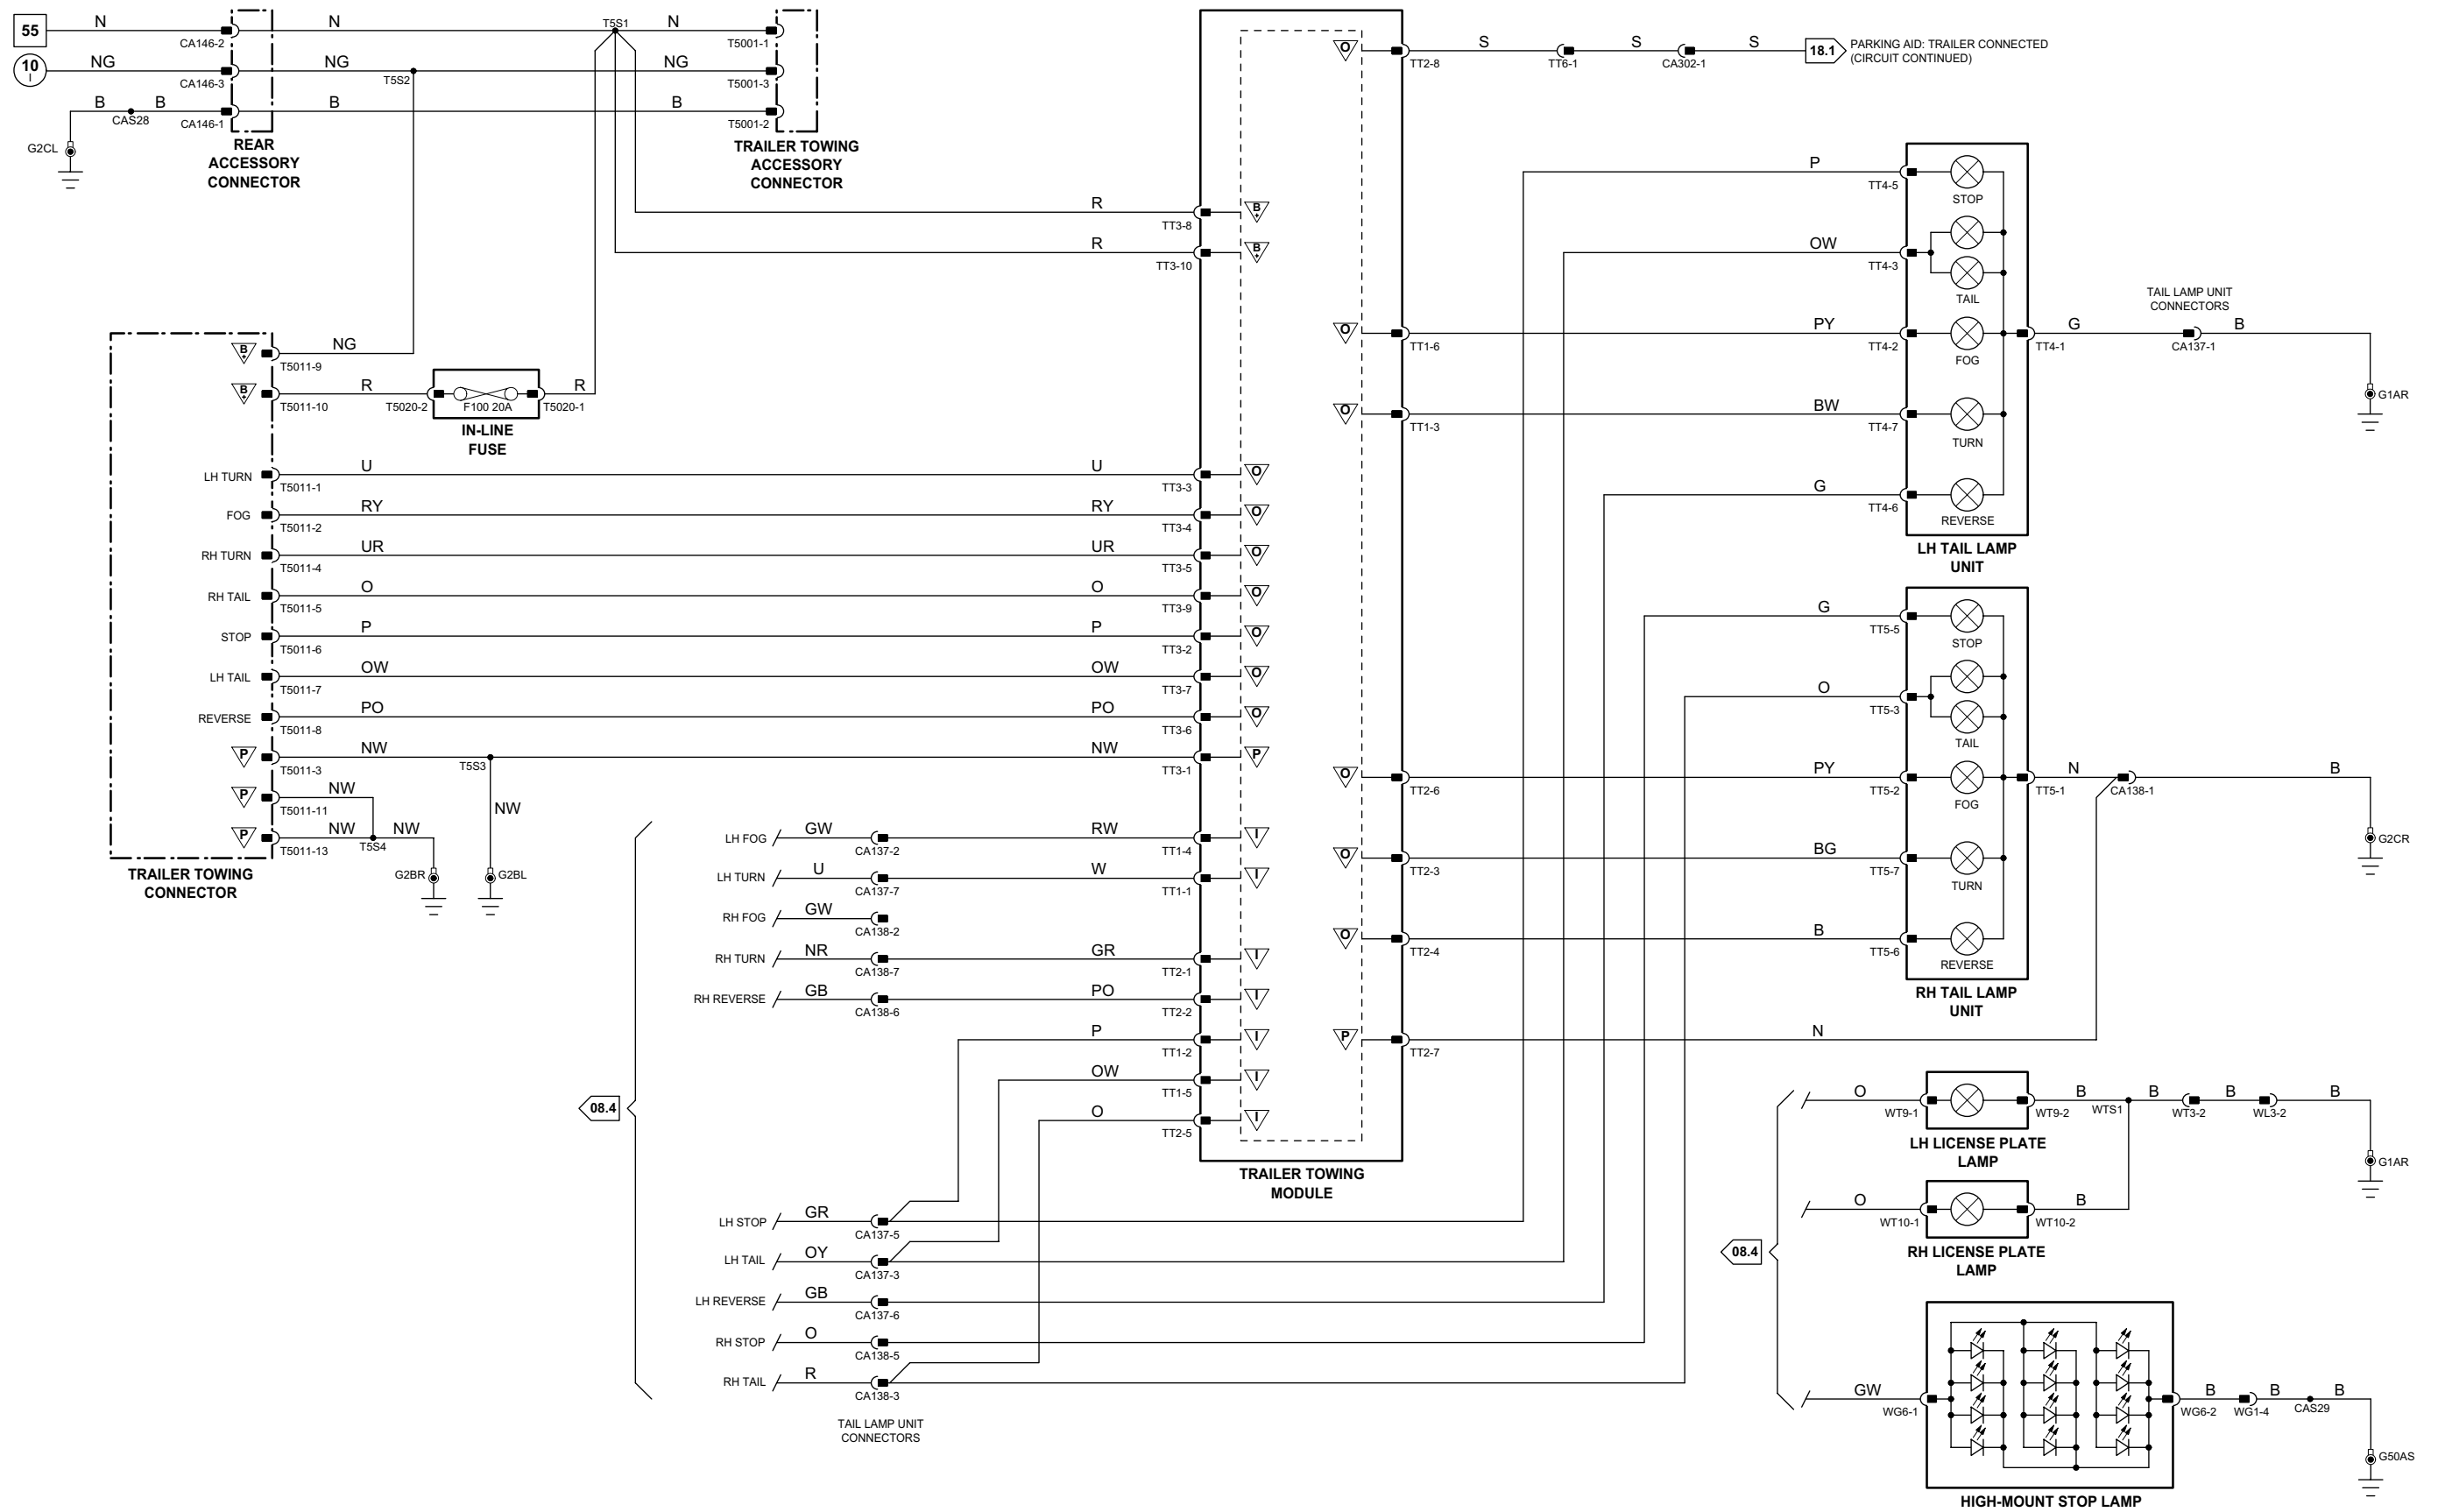 55
N
CA146-2
N
T5S1
N
T5001-1
10
I
NG
CA146-3
NG
T5S2
NG
T5001-3
B
CAS28
B
CA146-1
B
B
T5001-2
G2CL
REAR
ACCESSORY
CONNECTOR
TRAILER TOWING
ACCESSORY
CONNECTOR
R
TT3-8
B+
R
TT3-10
B+
B+
T5011-9
NG
B+
T5011-10
R
T5020-2
F100 20A
T5020-1
R
IN-LINE
FUSE
LH TURN
T5011-1
U
U
TT3-3
O
FOG
T5011-2
RY
RY
TT3-4
O
RH TURN
T5011-4
UR
UR
TT3-5
O
RH TAIL
T5011-5
O
O
TT3-9
O
STOP
T5011-6
P
P
TT3-2
O
LH TAIL
T5011-7
OW
OW
TT3-7
O
REVERSE
T5011-8
PO
PO
TT3-6
O
P
T5011-3
NW
T5S3
NW
TT3-1
P
P
T5011-11
NW
NW
P
T5011-13
NW
T5S4
NW
G2BR
G2BL
TRAILER TOWING
CONNECTOR
08.4
LH FOG
GW
CA137-2
RW
TT1-4
I
LH TURN
U
CA137-7
W
TT1-1
I
RH FOG
GW
CA138-2
RH TURN
NR
CA138-7
GR
TT2-1
I
RH REVERSE
GB
CA138-6
PO
TT2-2
I
P
TT1-2
I
OW
TT1-5
I
O
TT2-5
I
LH STOP
GR
CA137-5
LH TAIL
OY
CA137-3
LH REVERSE
GB
CA137-6
RH STOP
O
CA138-5
RH TAIL
R
CA138-3
TAIL LAMP UNIT
CONNECTORS
TRAILER TOWING
MODULE
O
TT2-8
S
TT6-1
S
CA302-1
S
18.1
PARKING AID: TRAILER CONNECTED
(CIRCUIT CONTINUED)
P
TT4-5
STOP
OW
TT4-3
TAIL
O
TT1-6
PY
TT4-2
FOG
TT4-1
G
TAIL LAMP UNIT
CONNECTORS
CA137-1
B
G1AR
O
TT1-3
BW
TT4-7
TURN
G
TT4-6
REVERSE
LH TAIL LAMP
UNIT
G
TT5-5
STOP
O
TT5-3
TAIL
O
TT2-6
PY
TT5-2
FOG
TT5-1
N
CA138-1
B
G2CR
O
TT2-3
BG
TT5-7
TURN
O
TT2-4
B
TT5-6
REVERSE
RH TAIL LAMP
UNIT
P
TT2-7
N
08.4
O
WT9-1
WT9-2
B
WTS1
B
WT3-2
B
WL3-2
B
G1AR
LH LICENSE PLATE
LAMP
O
WT10-1
WT10-2
B
RH LICENSE PLATE
LAMP
GW
WG6-1
WG6-2
B
WG1-4
B
CAS29
B
G50AS
HIGH-MOUNT STOP LAMP